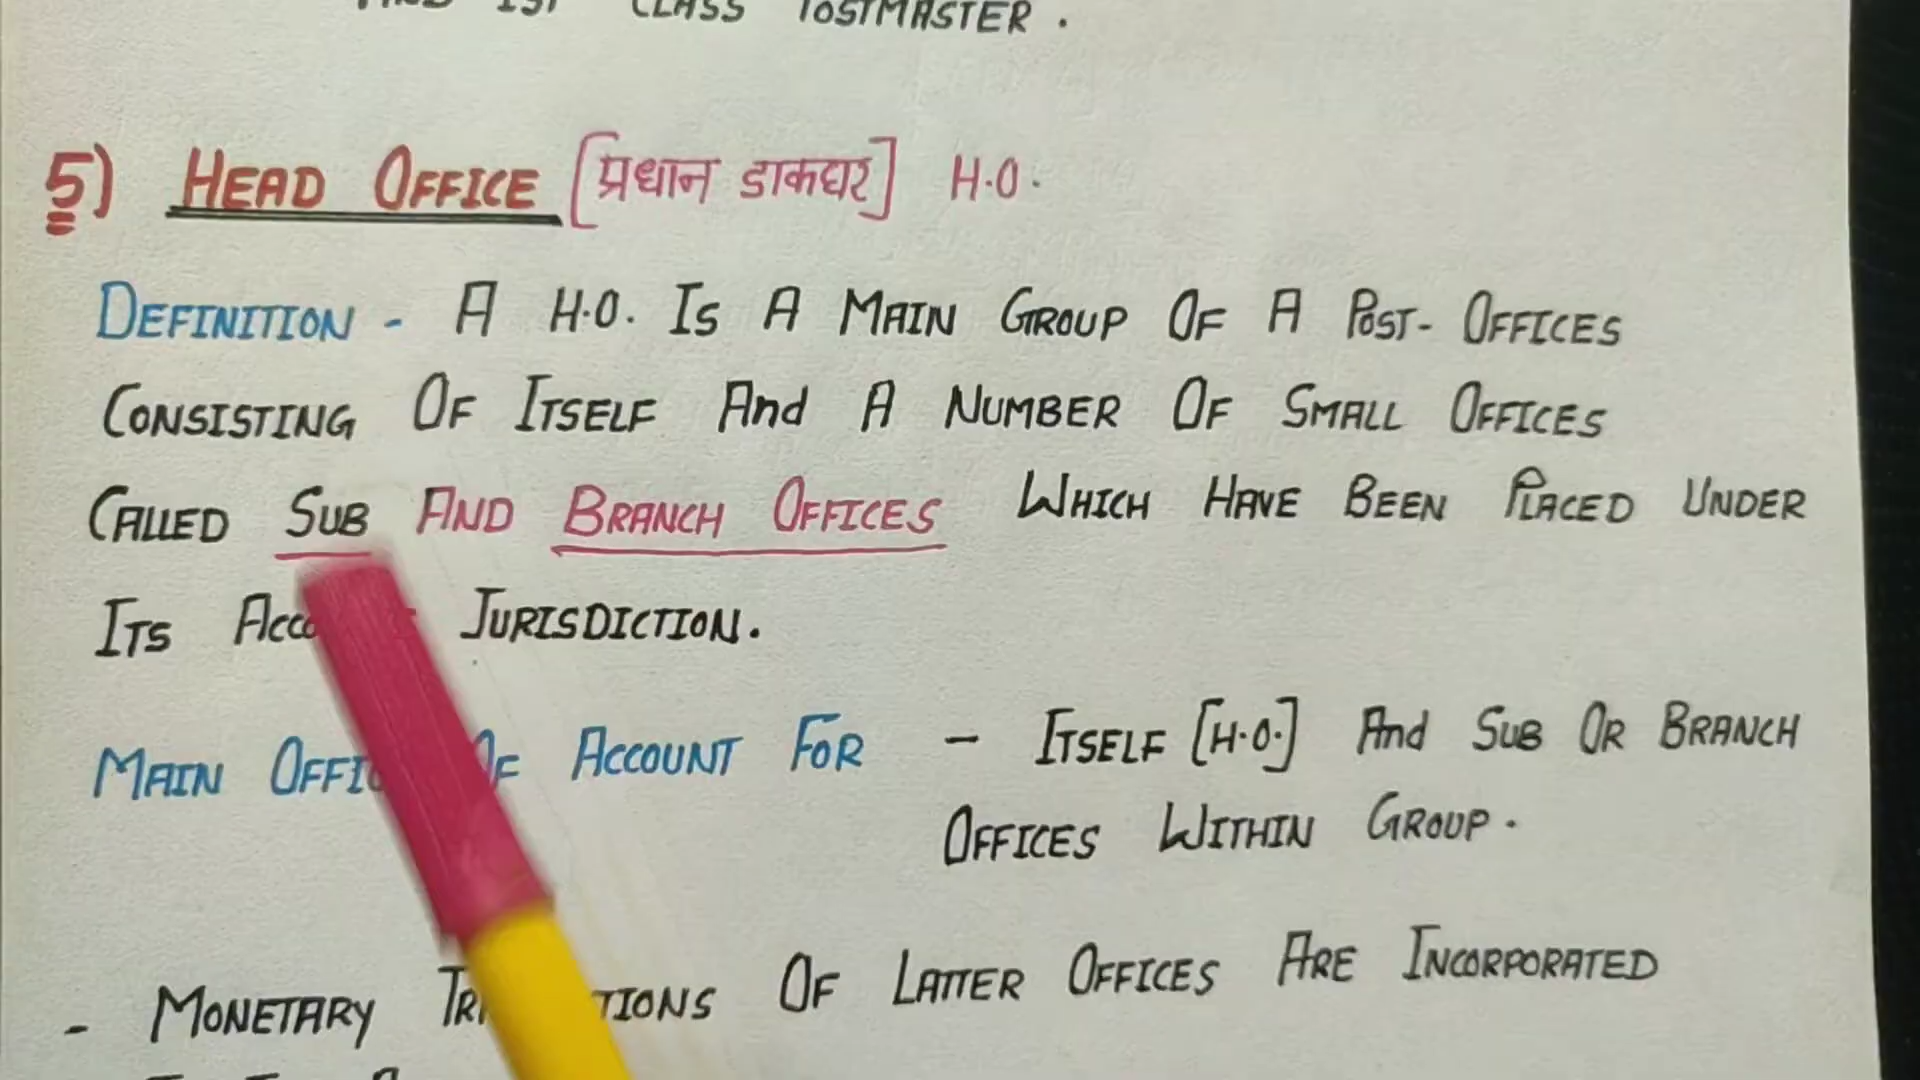 CLASS POSTMASTER .
5) HEAD OFFICE [प्रधान डाकघर] H.O.
DEFINITION - A H.O. IS A MAIN GROUP OF A POST- OFFICES
CONSISTING OF ITSELF And A NUMBER OF SMALL OFFICES
CALLED SUB AND BRANCH OFFICES WHICH HAVE BEEN PLACED UNDER
ITS JURISDICTION.
MAIN OF ACCOUNT FOR - ITSELF [H.O.] And SUB OR BRANCH
OFFICES WITHIN GROUP.
- MONETARY OF LATTER OFFICES ARE INCORPORATED